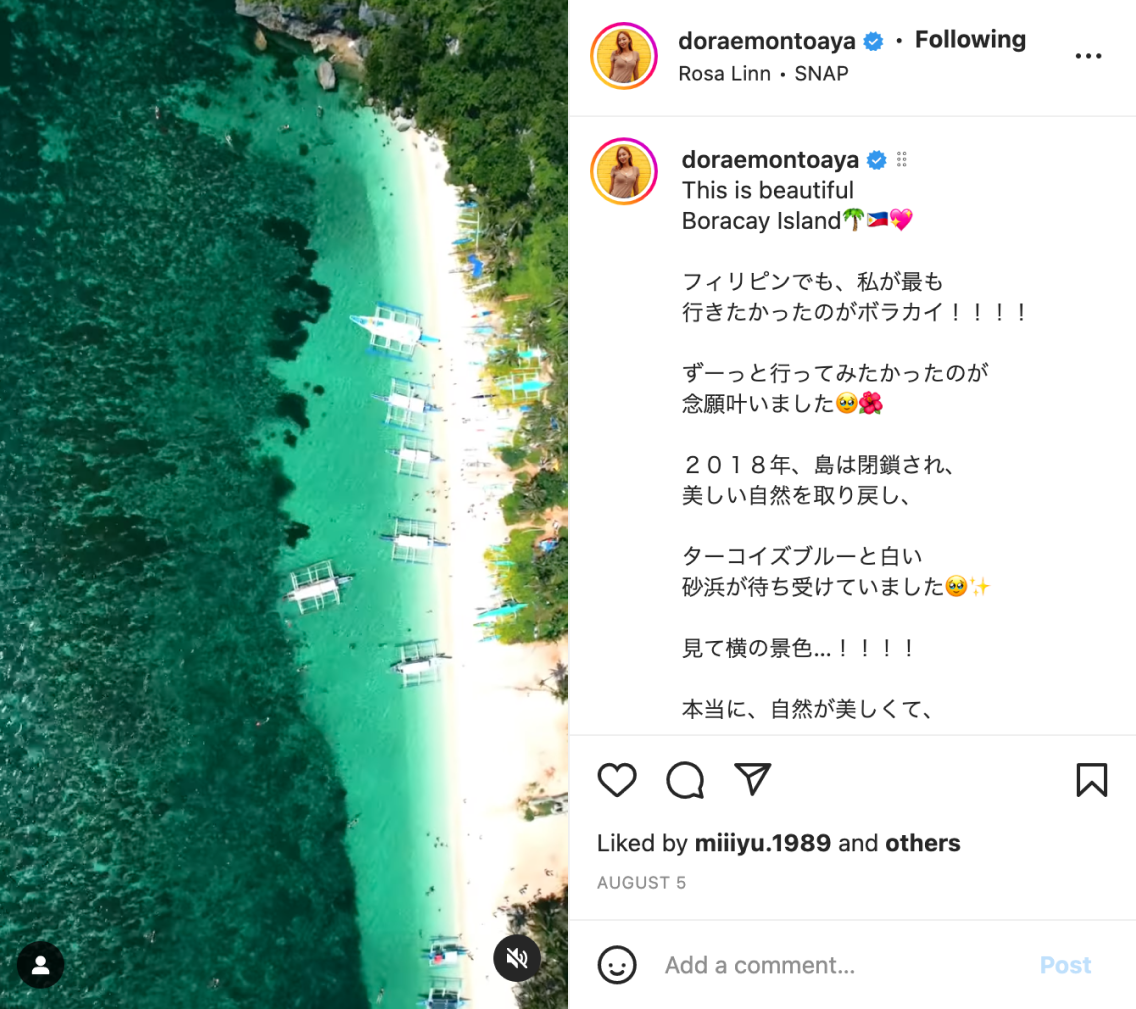 doraemontoaya • Following
Rosa Linn • SNAP
doraemontoaya
This is beautiful
Boracay Island🌴🇵🇭💖
フィリピンでも、私が最も
行きたかったのがボラカイ！！！！
ずーっと行ってみたかったのが
念願叶いました🥹🌺
２０１８年、島は閉鎖され、
美しい自然を取り戻し、
ターコイズブルーと白い
砂浜が待ち受けていました🥹✨
見て横の景色...！！！！
本当に、自然が美しくて、
Liked by miiiyu.1989 and others
AUGUST 5
Add a comment...
Post